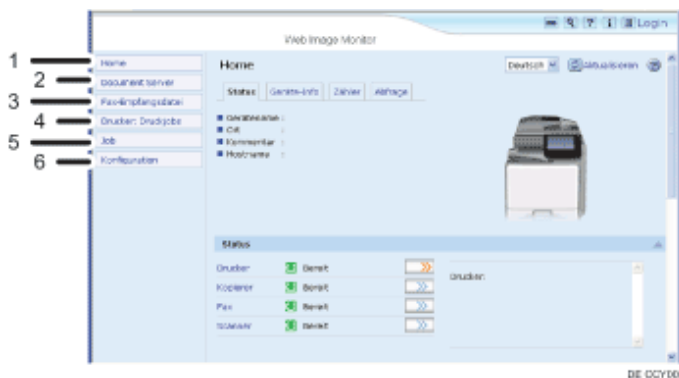 Login
Web Image Monitor
1 Home
2 Document Server
3 Fax-Empfangsdatei
4 Drucker: Druckjobs
5 Job
6 Konfiguration
Home
Deutsch Aktualisieren
Status Geräte-Info Zähler Abfrage
Gerätename :
Ort :
Kommentar :
Hostname :
Status
Drucker Bereit
Kopierer Bereit
Fax Bereit
Scanner Bereit
Drucker:
DE CCY00